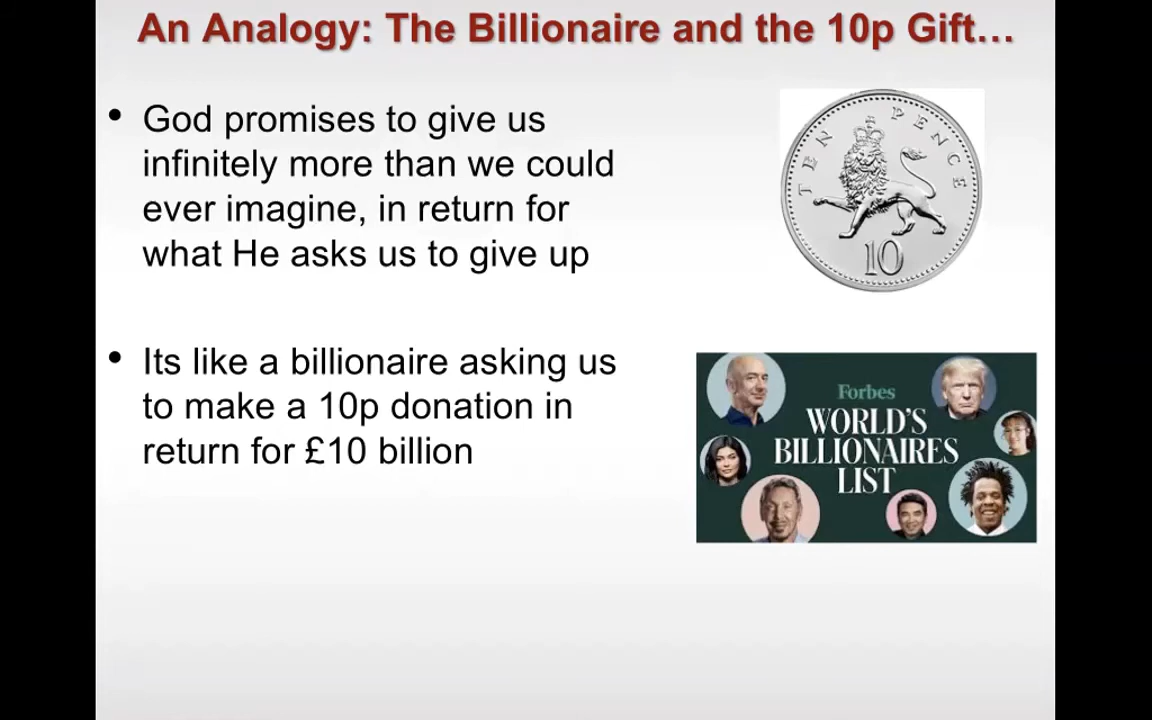 An Analogy: The Billionaire and the 10p Gift…
• God promises to give us
infinitely more than we could
ever imagine, in return for
what He asks us to give up
• Its like a billionaire asking us
to make a 10p donation in
return for £10 billion
TEN PENCE
10
Forbes
WORLD'S
BILLIONAIRES
LIST